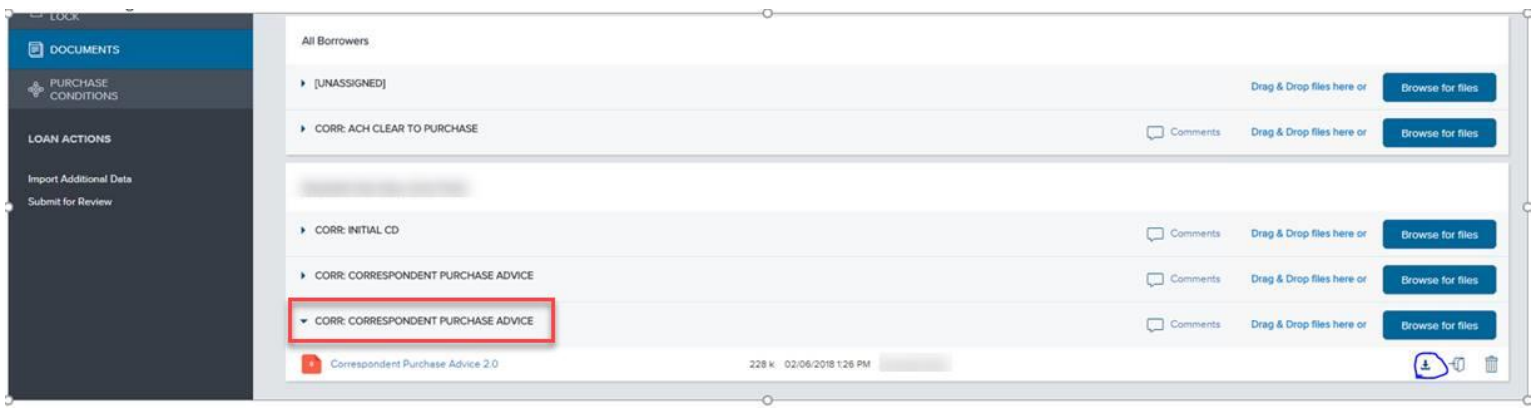 LOCK
DOCUMENTS
PURCHASE
CONDITIONS
LOAN ACTIONS
Import Additional Data
Submit for Review
All Borrowers
[UNASSIGNED] Drag & Drop files here or Browse for files
CORR: ACH CLEAR TO PURCHASE Comments Drag & Drop files here or Browse for files
CORR: INITIAL CD Comments Drag & Drop files here or Browse for files
CORR: CORRESPONDENT PURCHASE ADVICE Comments Drag & Drop files here or Browse for files
CORR: CORRESPONDENT PURCHASE ADVICE Comments Drag & Drop files here or Browse for files
Correspondent Purchase Advice 2.0 228 k 02/06/2018 1:26 PM